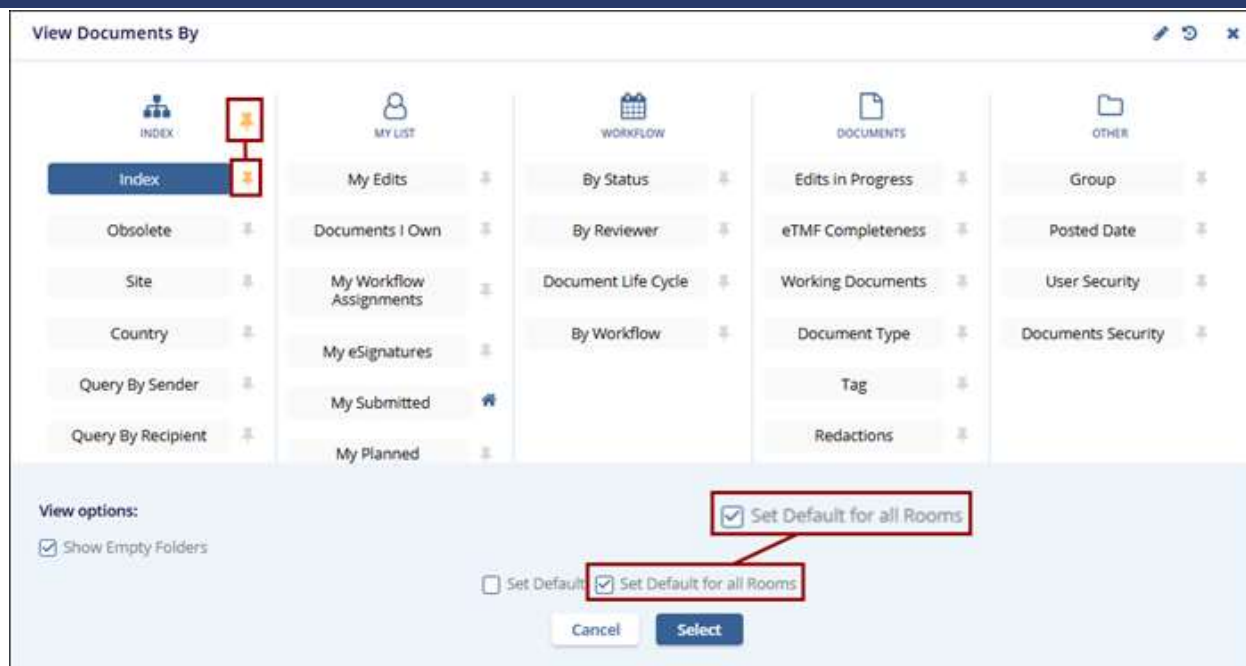 View Documents By
INDEX
Index
Obsolete
Site
Country
Query By Sender
Query By Recipient
MY LIST
My Edits
Documents I Own
My Workflow
Assignments
My eSignatures
My Submitted
My Planned
WORKFLOW
By Status
By Reviewer
Document Life Cycle
By Workflow
DOCUMENTS
Edits in Progress
eTMF Completeness
Working Documents
Document Type
Tag
Redactions
OTHER
Group
Posted Date
User Security
Documents Security
View options:
Show Empty Folders
Set Default for all Rooms
Set Default
Set Default for all Rooms
Cancel
Select